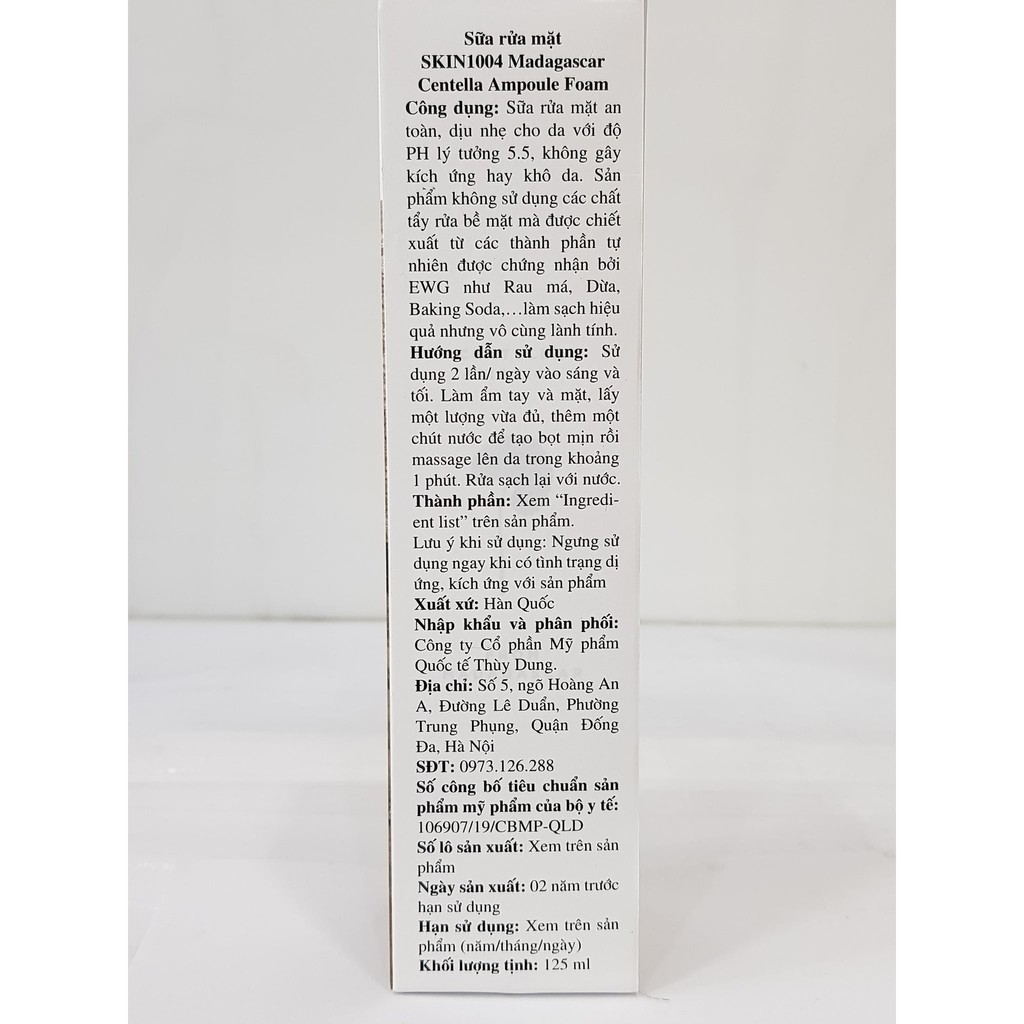 Sữa rửa mặt
SKIN1004 Madagascar
Centella Ampoule Foam
Công dụng: Sữa rửa mặt an
toàn, dịu nhẹ cho da với độ
PH lý tưởng 5.5, không gây
kích ứng hay khô da. Sản
phẩm không sử dụng các chất
tẩy rửa bề mặt mà được chiết
xuất từ các thành phần tự
nhiên được chứng nhận bởi
EWG như Rau má, Dừa,
Baking Soda,…làm sạch hiệu
quả nhưng vô cùng lành tính.
Hướng dẫn sử dụng: Sử
dụng 2 lần/ ngày vào sáng và
tối. Làm ẩm tay và mặt, lấy
một lượng vừa đủ, thêm một
chút nước để tạo bọt mịn rồi
massage lên da trong khoảng
1 phút. Rửa sạch lại với nước.
Thành phần: Xem “Ingredi-
ent list” trên sản phẩm.
Lưu ý khi sử dụng: Ngưng sử
dụng ngay khi có tình trạng dị
ứng, kích ứng với sản phẩm
Xuất xứ: Hàn Quốc
Nhập khẩu và phân phối:
Công ty Cổ phần Mỹ phẩm
Quốc tế Thùy Dung.
Địa chỉ: Số 5, ngõ Hoàng An
A, Đường Lê Duẩn, Phường
Trung Phụng, Quận Đống
Đa, Hà Nội
SĐT: 0973.126.288
Số công bố tiêu chuẩn sản
phẩm mỹ phẩm của bộ y tế:
106907/19/CBMP-QLD
Số lô sản xuất: Xem trên sản
phẩm
Ngày sản xuất: 02 năm trước
hạn sử dụng
Hạn sử dụng: Xem trên sản
phẩm (năm/tháng/ngày)
Khối lượng tịnh: 125 ml